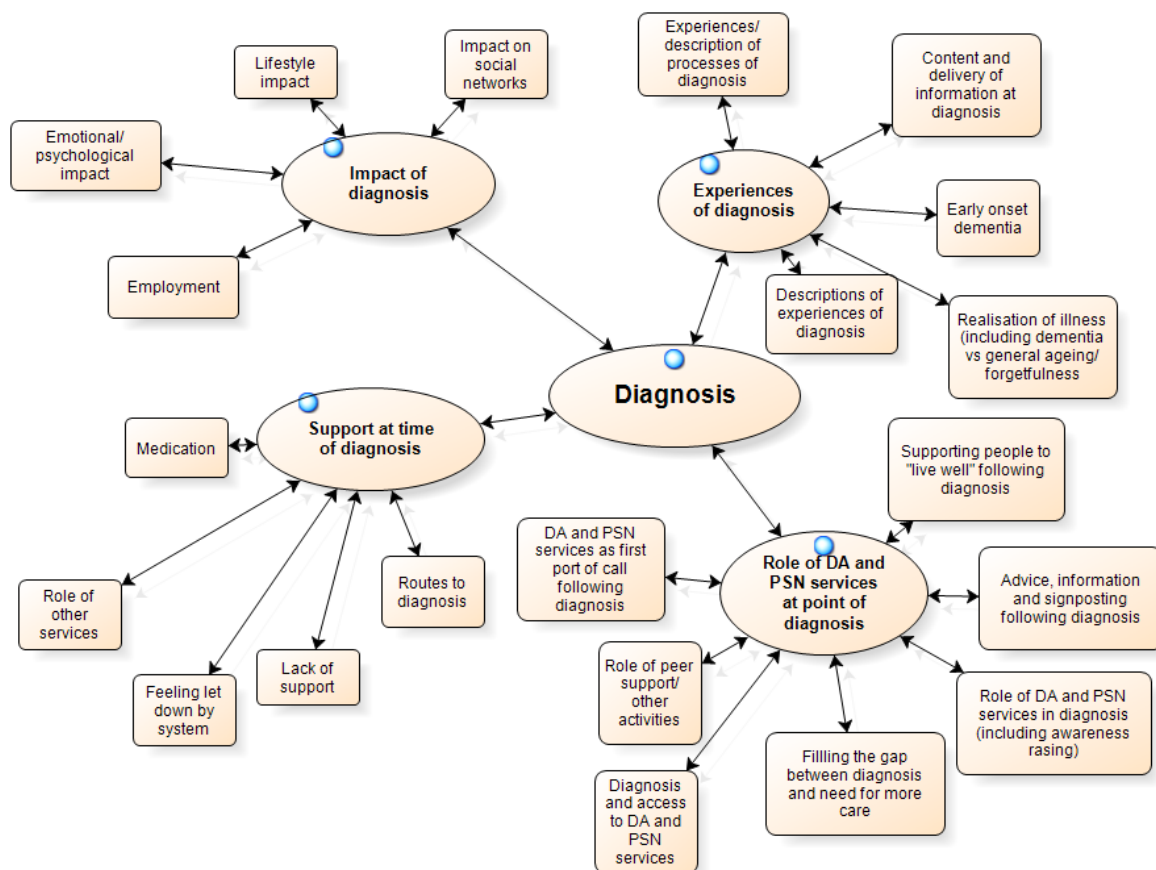 Lifestyle
impact
Impact on
social
networks
Emotional/
psychological
impact
Impact of
diagnosis
Employment
Experiences/
description of
processes of
diagnosis
Content and
delivery of
information at
diagnosis
Experiences
of diagnosis
Early onset
dementia
Descriptions of
experiences of
diagnosis
Realisation of illness
(including dementia
vs general ageing/
forgetfulness
Diagnosis
Support at time
of diagnosis
Medication
Role of
other
services
Feeling let
down by
system
Lack of
support
Routes to
diagnosis
Supporting people to
"live well" following
diagnosis
DA and PSN
services as first
port of call
following
diagnosis
Role of DA and
PSN services
at point of
diagnosis
Advice, information
and signposting
following diagnosis
Role of peer
support/
other
activities
Role of DA and PSN
services in diagnosis
(including awareness
rasing)
Diagnosis
and access
to DA and
PSN
services
Fillling the gap
between diagnosis
and need for more
care